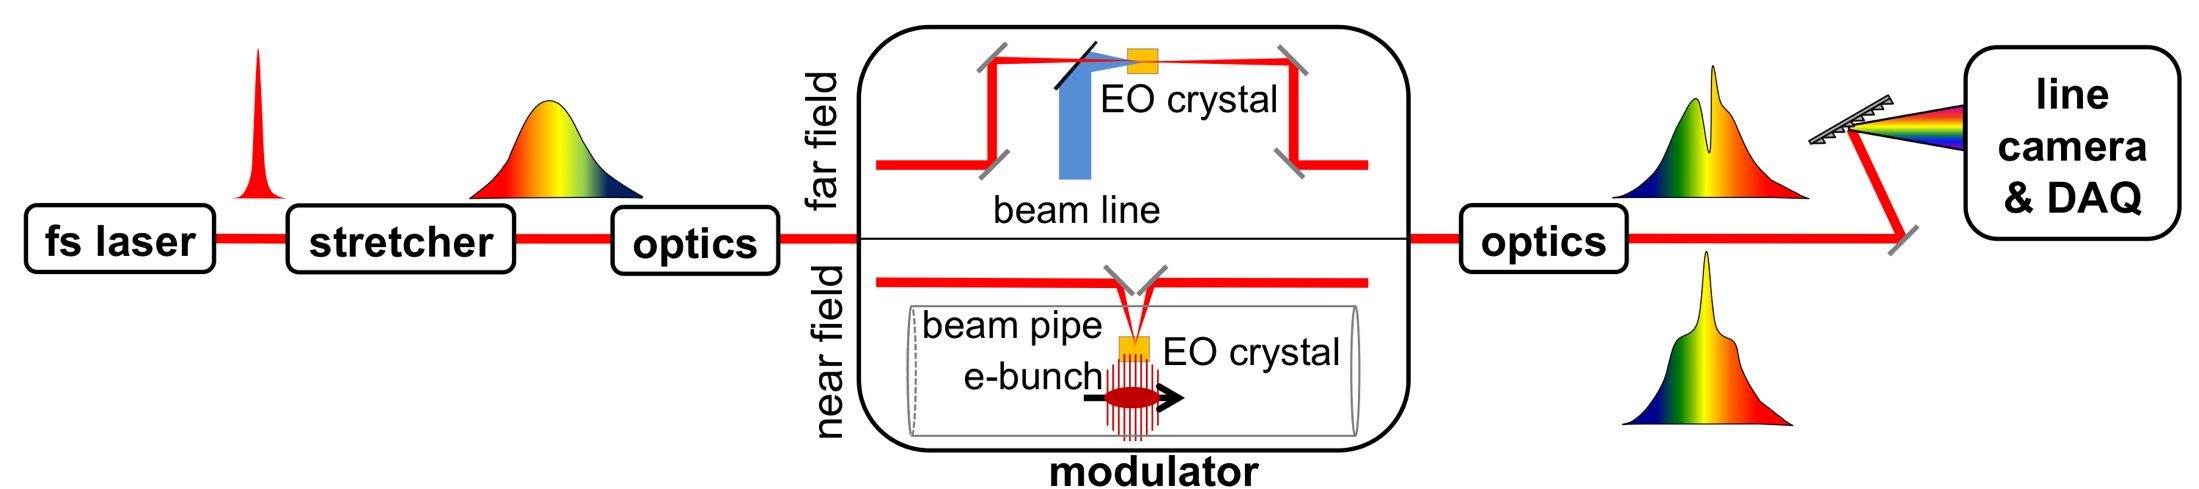 fs laser
stretcher
optics
far field
EO crystal
beam line
near field
beam pipe
EO crystal
e-bunch
modulator
optics
line
camera
& DAQ